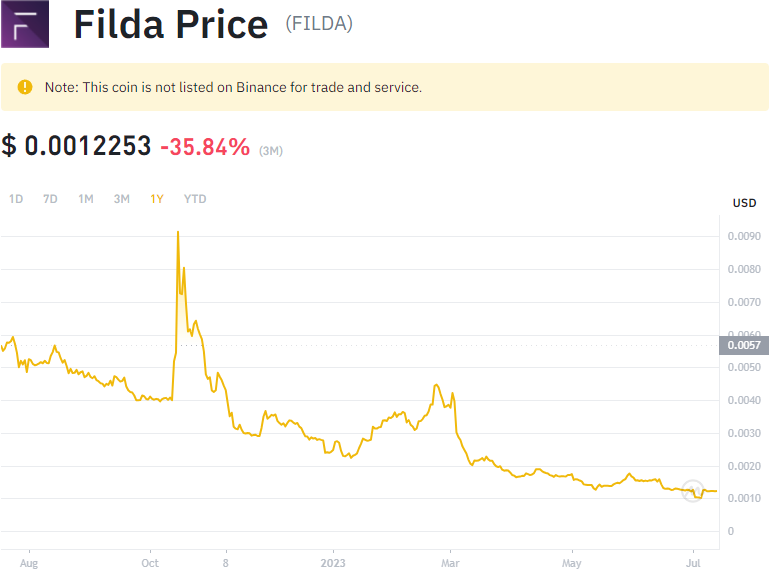 Filda Price (FILDA)
Note: This coin is not listed on Binance for trade and service.
$ 0.0012253 -35.84% (3M)
1D 7D 1M 3M 1Y YTD
USD
0.0090
0.0080
0.0070
0.0060
0.0057
0.0050
0.0040
0.0030
0.0020
0.0010
0
Aug Oct 8 2023 Mar May Jul